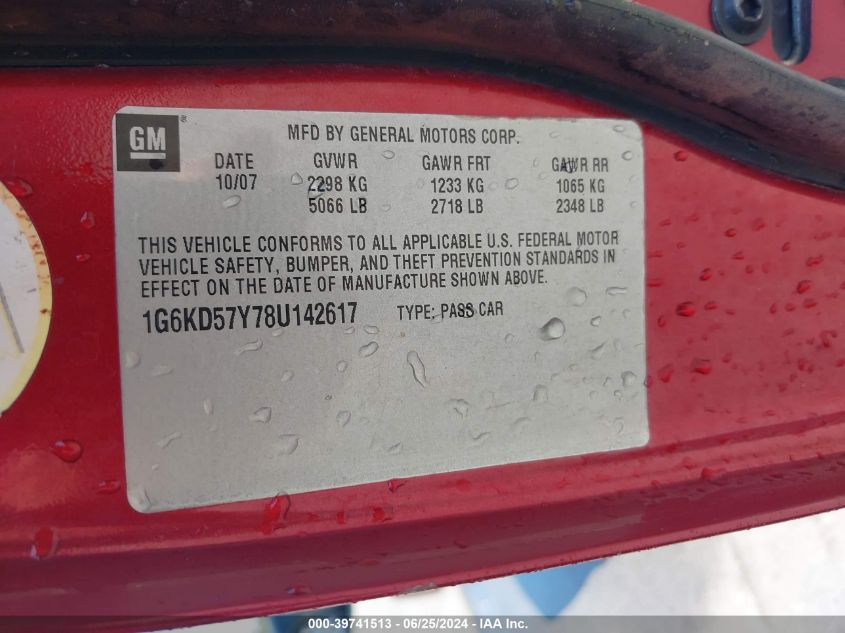 GM ®
MFD BY GENERAL MOTORS CORP.
DATE GVWR GAWR FRT GAWR RR
10/07 2298 KG 1233 KG 1065 KG
5066 LB 2718 LB 2348 LB
THIS VEHICLE CONFORMS TO ALL APPLICABLE U.S. FEDERAL MOTOR
VEHICLE SAFETY, BUMPER, AND THEFT PREVENTION STANDARDS IN
EFFECT ON THE DATE OF MANUFACTURE SHOWN ABOVE.
1G6KD57Y78U142617 TYPE: PASS CAR
000-39741513 - 06/25/2024 - IAA Inc.